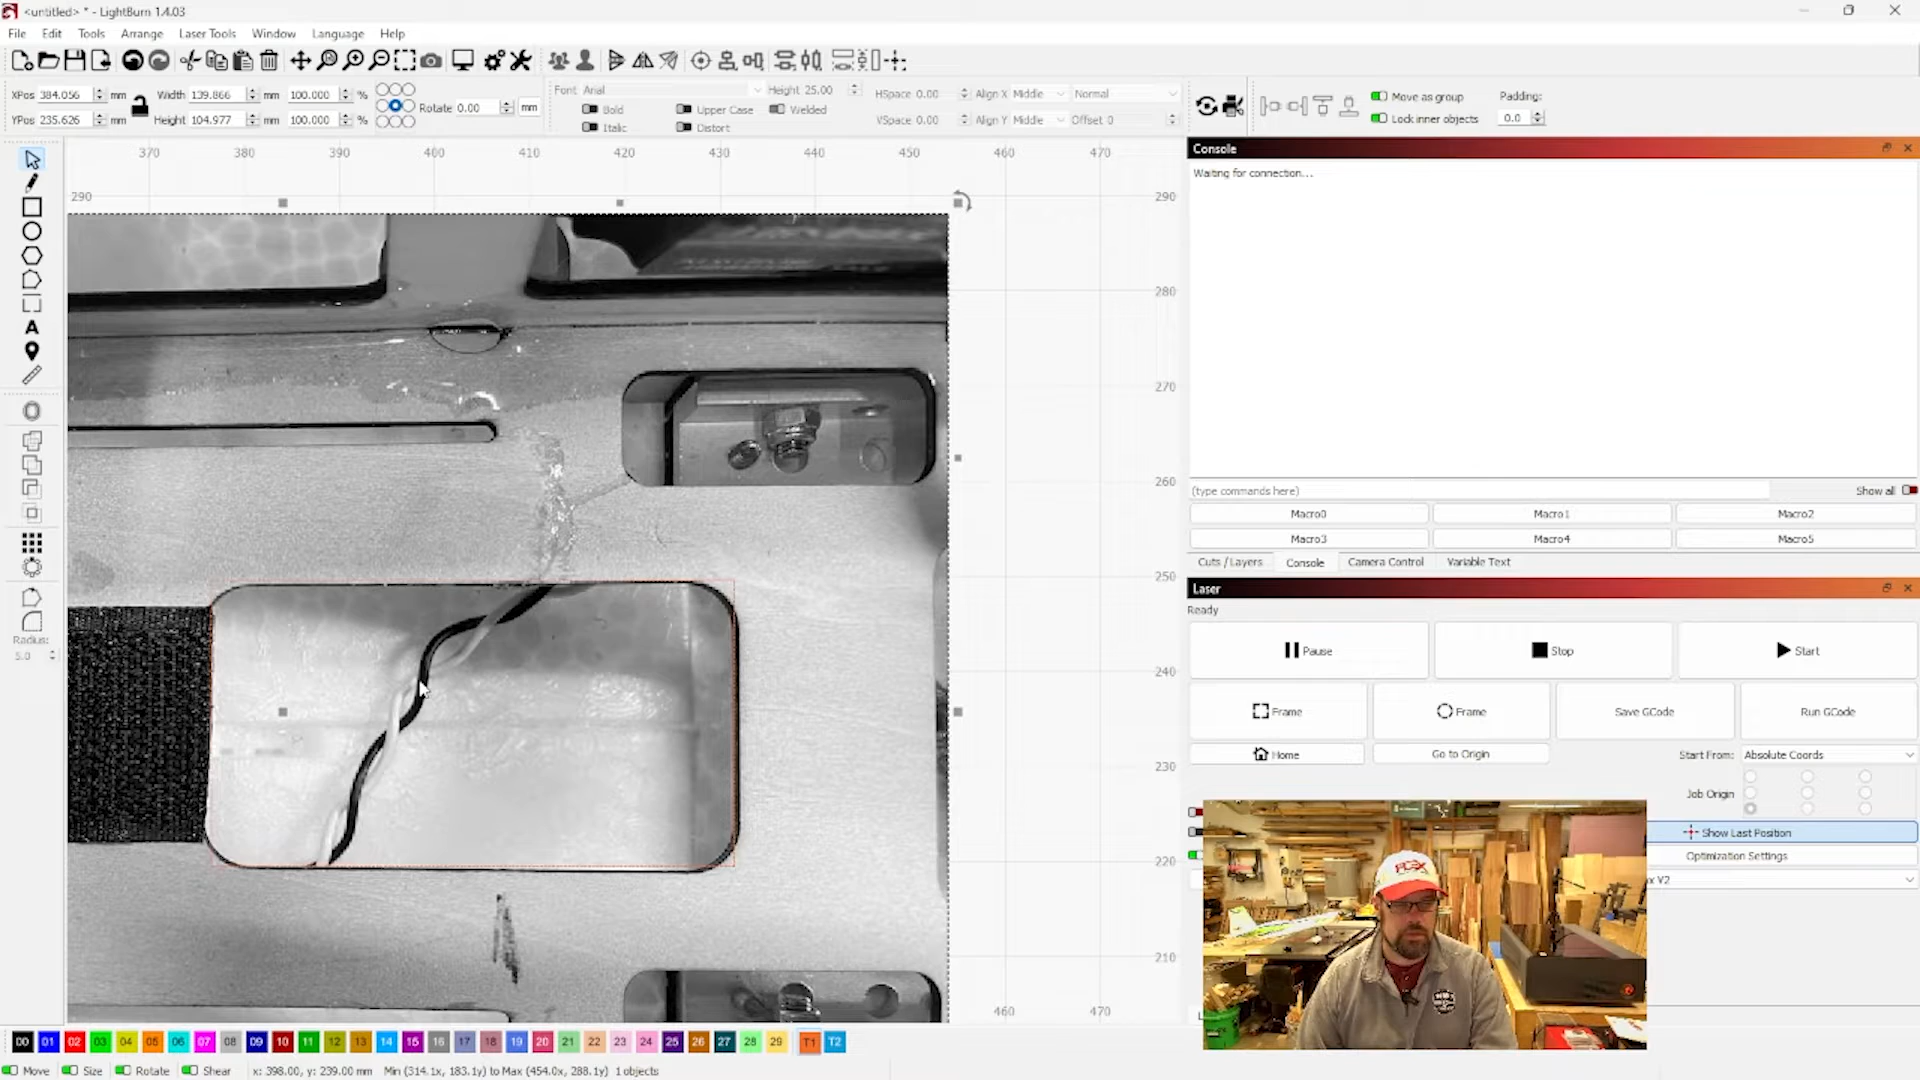 <untitled> * - LightBurn 1.4.03
File Edit Tools Arrange Laser Tools Window Language Help
XPos 384.056 mm Width 139.866 mm 100.000 % Rotate 0.00 mm Font Arial Height 25.00 HSpace 0.00 Align X Middle Normal Move as group Padding:
YPos 235.626 mm Height 104.977 mm 100.000 % Bold Upper Case Welded VSpace 0.00 Align Y Middle Offset 0 Lock inner objects 0.0
Italic Distort
370 380 390 400 410 420 430 440 450 460 470
290 290
280
270
260
250
240
230
220
210
460 470
Radius:
5.0
Console
Waiting for connection...
(type commands here) Show all
Macro0 Macro1 Macro2
Macro3 Macro4 Macro5
Cuts / Layers Console Camera Control Variable Text
Laser
Ready
Pause Stop Start
Frame Frame Save GCode Run GCode
Home Go to Origin Start From: Absolute Coords
Job Origin
Show Last Position
Optimization Settings
x V2
00 01 02 03 04 05 06 07 08 09 10 11 12 13 14 15 16 17 18 19 20 21 22 23 24 25 26 27 28 29 T1 T2
Move Size Rotate Shear x: 398.00, y: 239.00 mm Min (314.1x, 183.1y) to Max (454.0x, 288.1y) 1 objects